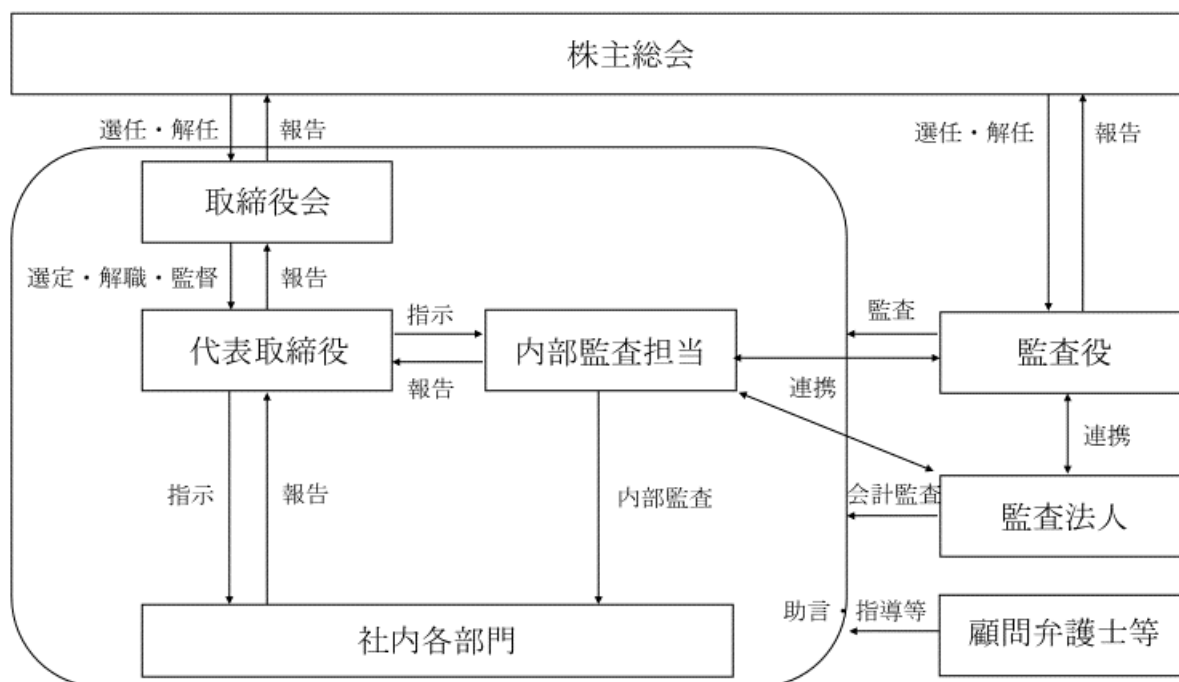 株主総会
選任・解任
報告
選任・解任
報告
取締役会
選定・解職・監督
報告
代表取締役
指示
報告
内部監査担当
監査
連携
監査役
連携
指示
報告
内部監査
会計監査
監査法人
社内各部門
助言・指導等
顧問弁護士等